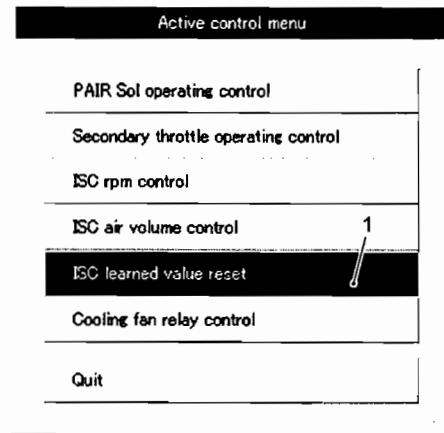 Active control menu
PAIR Sol operating control
Secondary throttle operating control
ISC rpm control
ISC air volume control
1
ISC learned value reset
Cooling fan relay control
Quit